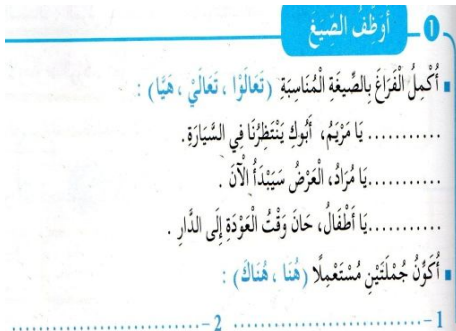 1 أُوَظِّفُ الصِّيَغَ
▪ أُكْمِلُ الْفَرَاغَ بِالصِّيغَةِ الْمُنَاسِبَةِ (تَعَالَوْا ، تَعَالَيْ ، هَيَّا) :
........... يَا مَرْيَمُ، أَبُوكِ يَنْتَظِرُنَا فِي السَّيَارَةِ.
...........يَا مُرَادُ، الْعَرْضُ سَيَبْدَأُ الْآنَ .
...........يَا أَطْفَالُ، حَانَ وَقْتُ الْعَوْدَةِ إِلَى الدَّارِ .
▪ أُكَوِّنُ جُمْلَتَيْنِ مُسْتَعْمِلًا (هُنَا ، هُنَاكَ) :
1-............................ 2-............................